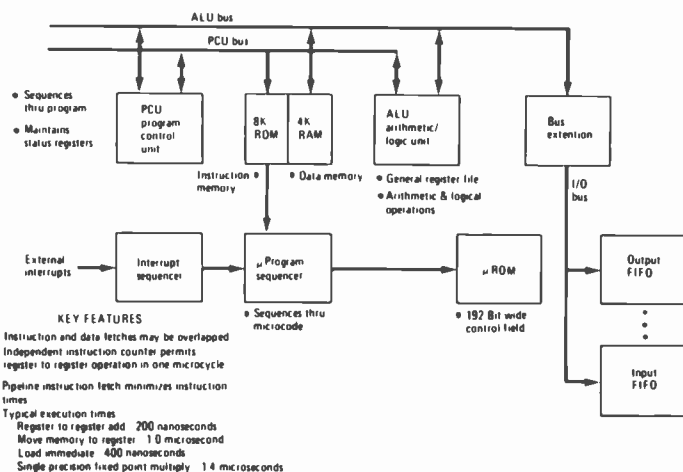 ALU bus
PCU bus
• Sequences
thru program
• Maintains
status registers
PCU
program
control
unit
8K
ROM
4K
RAM
ALU
arithmetic/
logic unit
Bus
extention
Instruction •
memory
• Data memory
• General register file
• Arithmetic & logical
operations
I/O
bus
External
interrupts
Interrupt
sequencer
μ Program
sequencer
μ ROM
Output
FIFO
• Sequences thru
microcode
• 192 Bit wide
control field
Input
FIFO
KEY FEATURES
Instruction and data fetches may be overlapped
Independent instruction counter permits
register to register operation in one microcycle
Pipeline instruction fetch minimizes instruction
times
Typical execution times
Register to register add 200 nanoseconds
Move memory to register 1 0 microsecond
Load immediate 400 nanoseconds
Single precision fixed point multiply 1 4 microseconds